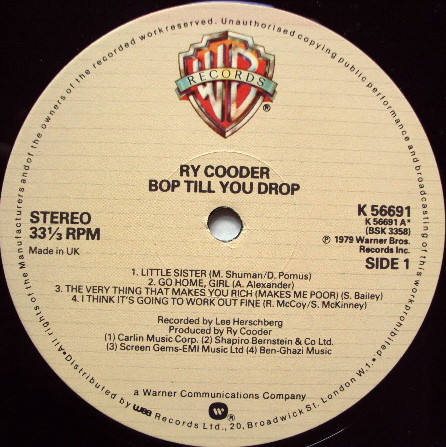 WB
RECORDS
®
RY COODER
BOP TILL YOU DROP
STEREO
33⅓ RPM
Made in UK
K 56691
K 56691 A*
(BSK 3358)
℗ 1979 Warner Bros.
Records Inc.
SIDE 1
1. LITTLE SISTER (M. Shuman/D. Pomus)
2. GO HOME, GIRL (A. Alexander)
3. THE VERY THING THAT MAKES YOU RICH (MAKES ME POOR) (S. Bailey)
4. I THINK IT'S GOING TO WORK OUT FINE (R. McCoy/S. McKinney)
Recorded by Lee Herschberg
Produced by Ry Cooder
(1) Carlin Music Corp. (2) Shapiro Bernstein & Co Ltd.
(3) Screen Gems-EMI Music Ltd (4) Ben-Ghazi Music
a Warner Communications Company
W ®
•All rights of the Manufacturers and of the owners of the recorded work reserved. Unauthorised copying public performance and broadcasting of this work prohibited.
•Distributed by wea Records Ltd., 20, Broadwick St. London W.1.•